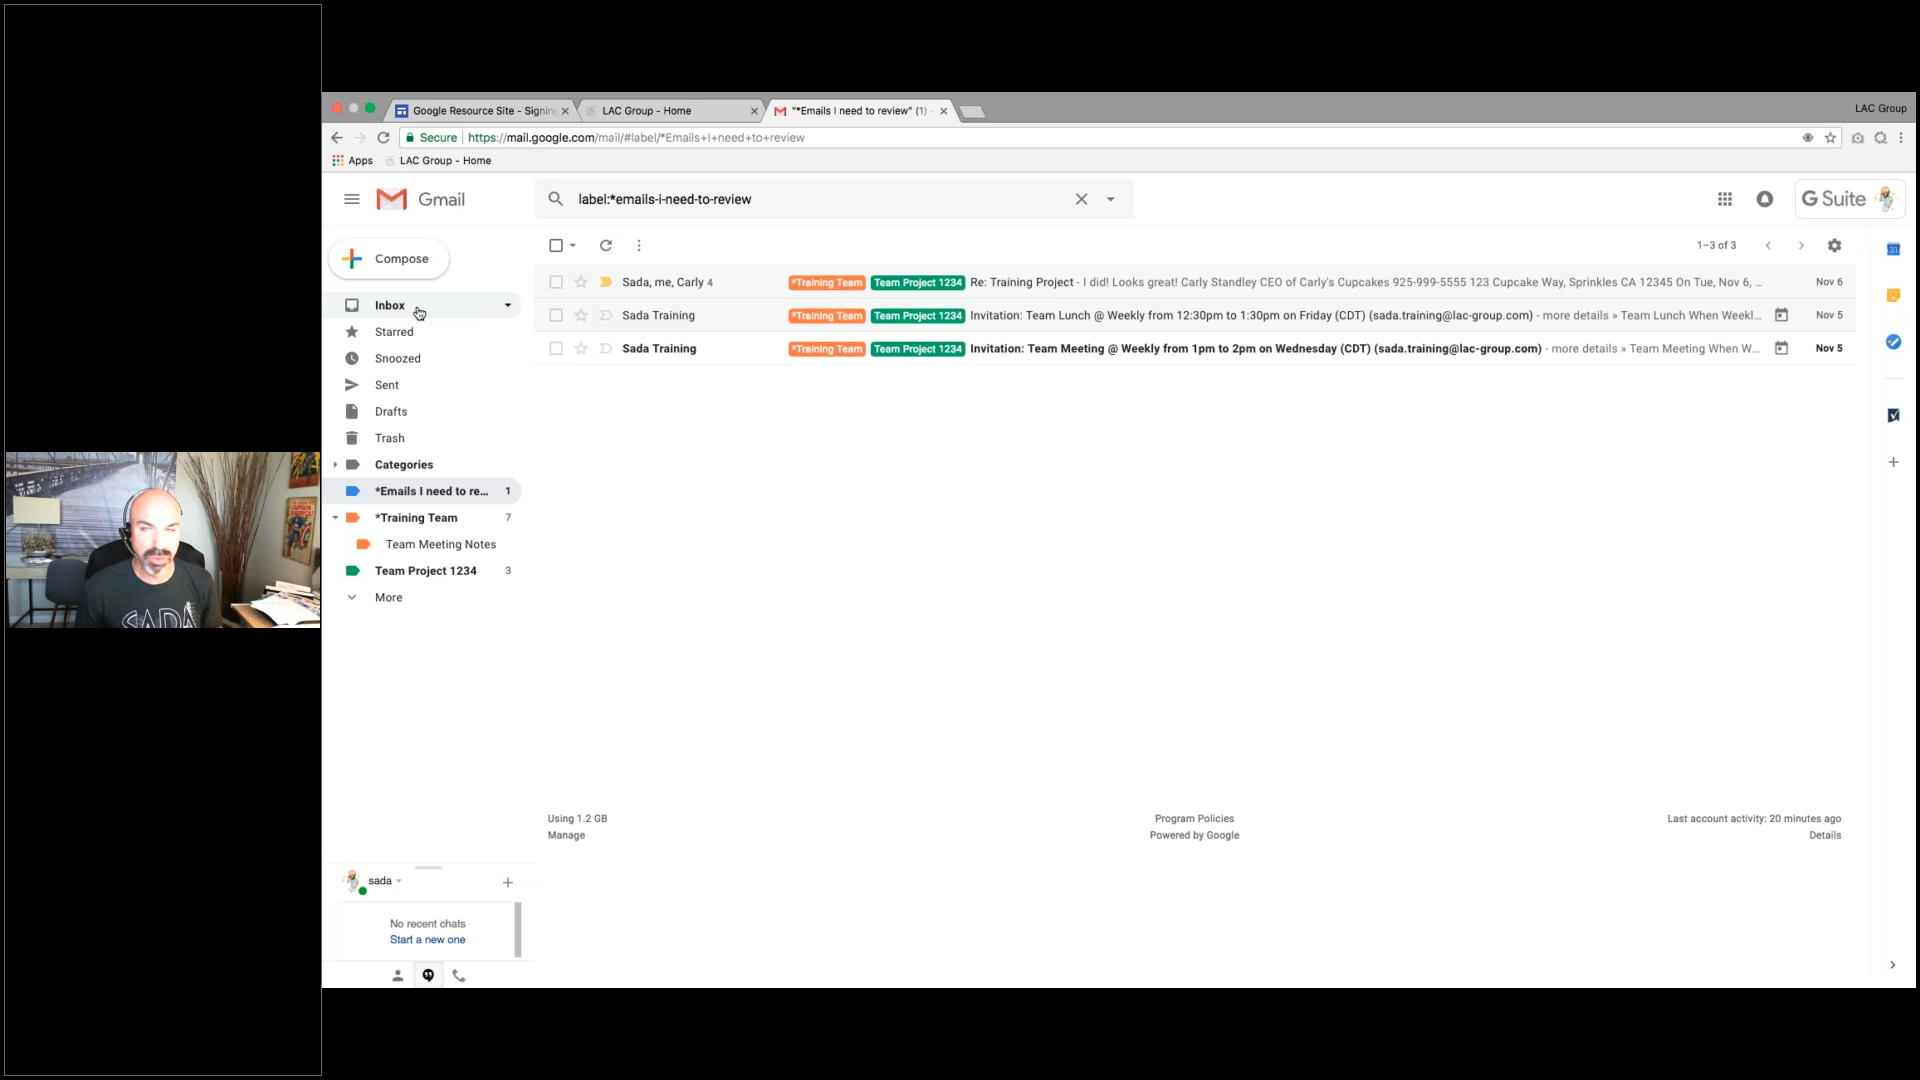 Google Resource Site - Signin
LAC Group - Home
"*Emails I need to review" (1) -
LAC Group
Secure
https://mail.google.com/mail/#label/*Emails+I+need+to+review
Apps
LAC Group - Home
Gmail
label:*emails-i-need-to-review
G Suite
Compose
1–3 of 3
31
Inbox
Starred
Snoozed
Sent
Drafts
Trash
Categories
*Emails I need to re... 1
*Training Team 7
Team Meeting Notes
Team Project 1234 3
More
Sada, me, Carly 4 *Training Team Team Project 1234 Re: Training Project - I did! Looks great! Carly Standley CEO of Carly's Cupcakes 925-999-5555 123 Cupcake Way, Sprinkles CA 12345 On Tue, Nov 6, ... Nov 6
Sada Training *Training Team Team Project 1234 Invitation: Team Lunch @ Weekly from 12:30pm to 1:30pm on Friday (CDT) (sada.training@lac-group.com) - more details » Team Lunch When Weekl... Nov 5
Sada Training *Training Team Team Project 1234 Invitation: Team Meeting @ Weekly from 1pm to 2pm on Wednesday (CDT) (sada.training@lac-group.com) - more details » Team Meeting When W... Nov 5
SADA
CAPTAIN AMERICA
Using 1.2 GB
Manage
Program Policies
Powered by Google
Last account activity: 20 minutes ago
Details
sada
No recent chats
Start a new one